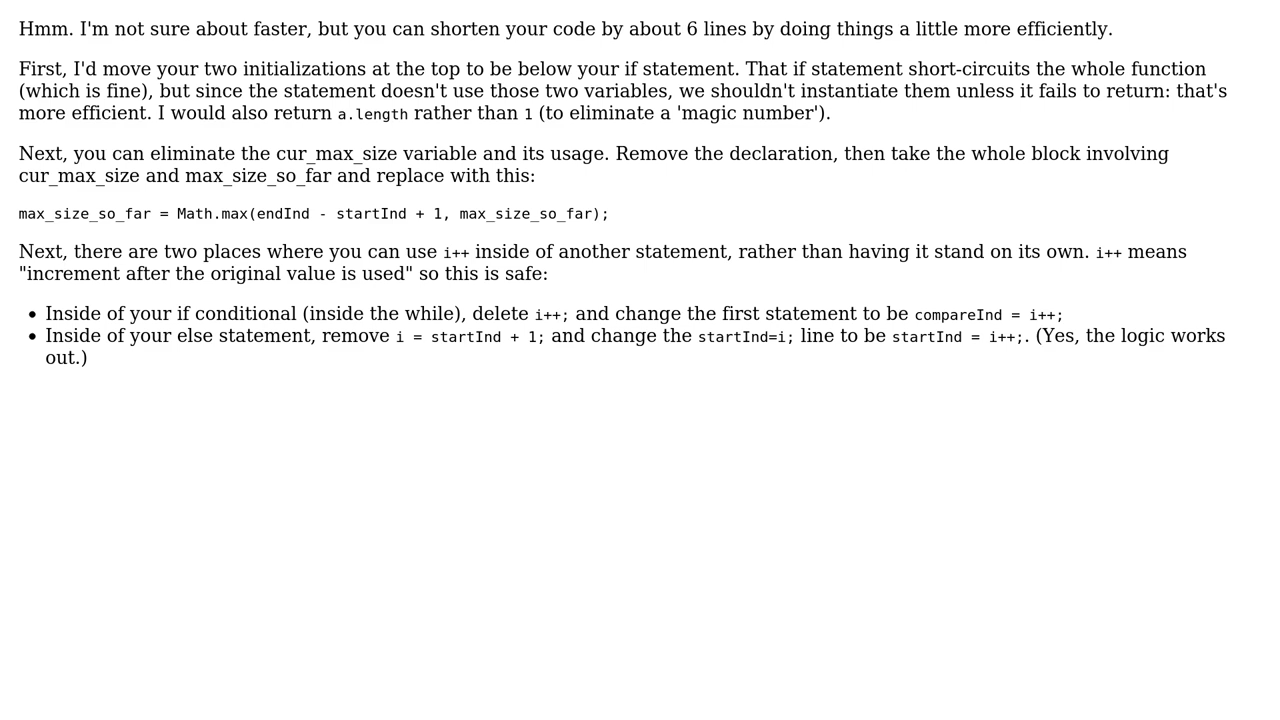 Hmm. I'm not sure about faster, but you can shorten your code by about 6 lines by doing things a little more efficiently.
First, I'd move your two initializations at the top to be below your if statement. That if statement short-circuits the whole function
(which is fine), but since the statement doesn't use those two variables, we shouldn't instantiate them unless it fails to return: that's
more efficient. I would also return a.length rather than 1 (to eliminate a 'magic number').
Next, you can eliminate the cur_max_size variable and its usage. Remove the declaration, then take the whole block involving
cur_max_size and max_size_so_far and replace with this:
max_size_so_far = Math.max(endInd - startInd + 1, max_size_so_far);
Next, there are two places where you can use i++ inside of another statement, rather than having it stand on its own. i++ means
"increment after the original value is used" so this is safe:
• Inside of your if conditional (inside the while), delete i++; and change the first statement to be compareInd = i++;
• Inside of your else statement, remove i = startInd + 1; and change the startInd=i; line to be startInd = i++;. (Yes, the logic works
out.)